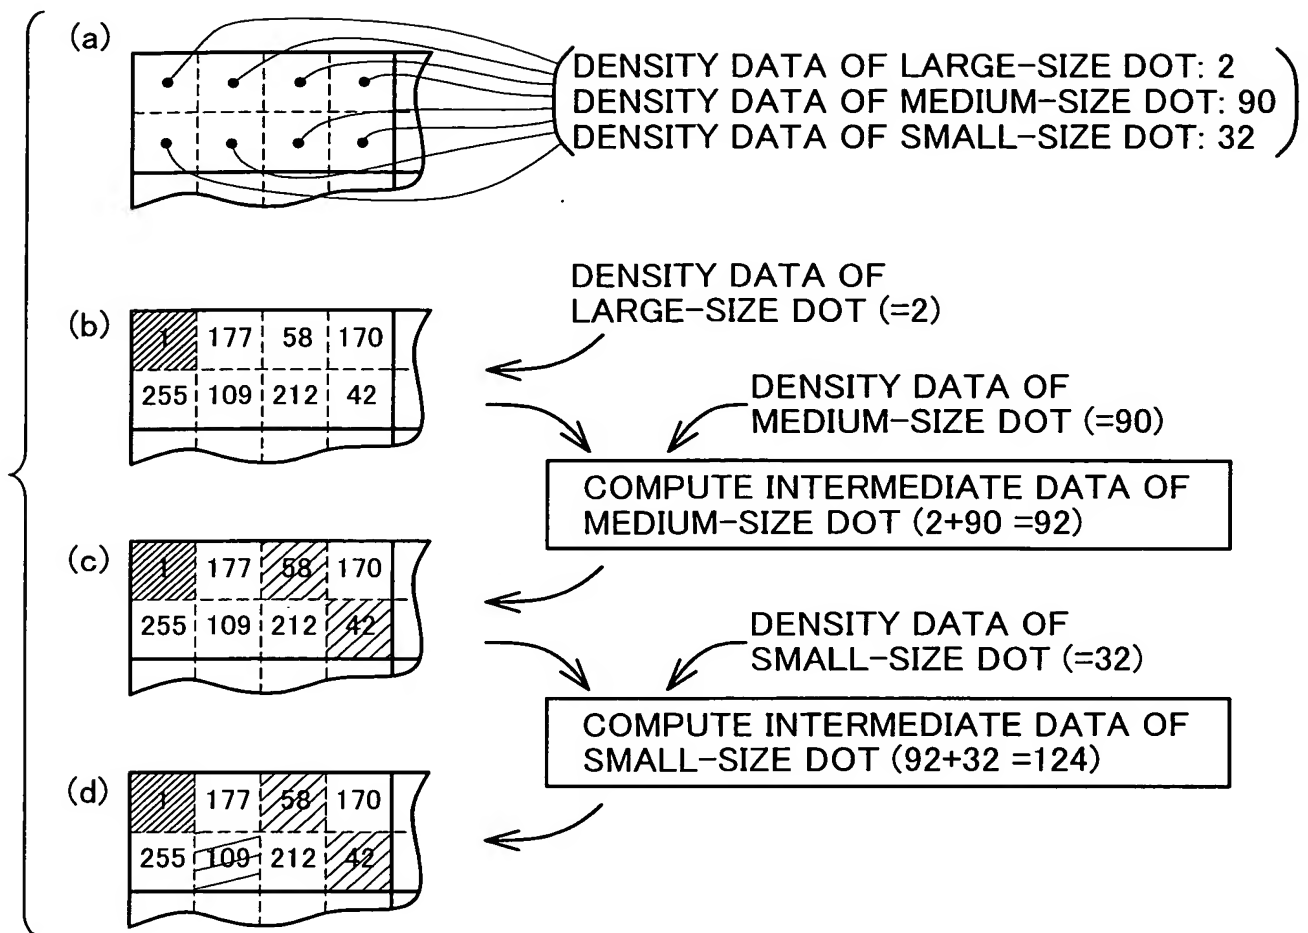 (a)
DENSITY DATA OF LARGE-SIZE DOT: 2
DENSITY DATA OF MEDIUM-SIZE DOT: 90
DENSITY DATA OF SMALL-SIZE DOT: 32
DENSITY DATA OF
LARGE-SIZE DOT (=2)
(b)
1 177 58 170
255 109 212 42
DENSITY DATA OF
MEDIUM-SIZE DOT (=90)
COMPUTE INTERMEDIATE DATA OF
MEDIUM-SIZE DOT (2+90 =92)
(c)
1 177 58 170
255 109 212 42
DENSITY DATA OF
SMALL-SIZE DOT (=32)
COMPUTE INTERMEDIATE DATA OF
SMALL-SIZE DOT (92+32 =124)
(d)
1 177 58 170
255 109 212 42